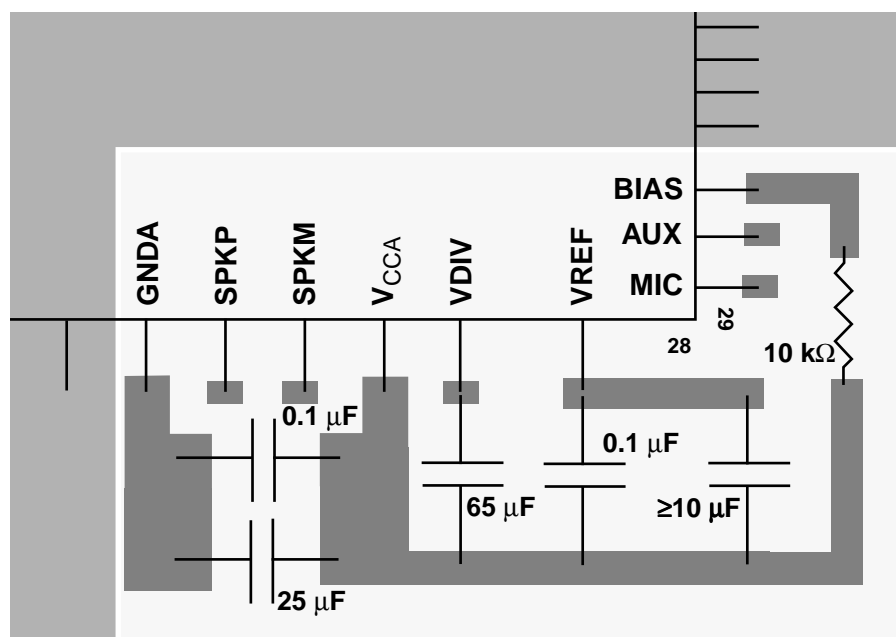 BIAS
AUX
MIC
GNDA
SPKP
SPKM
VCCA
VDIV
VREF
29
28
10 kΩ
0.1 μF
0.1 μF
65 μF
≥10 μF
25 μF